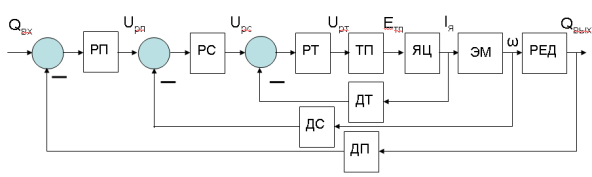 Qвх
Uрп
Uрс
Uрт
Eтп
Iя
ω
Qвых
РП
РС
РТ
ТП
ЯЦ
ЭМ
РЕД
ДТ
ДС
ДП